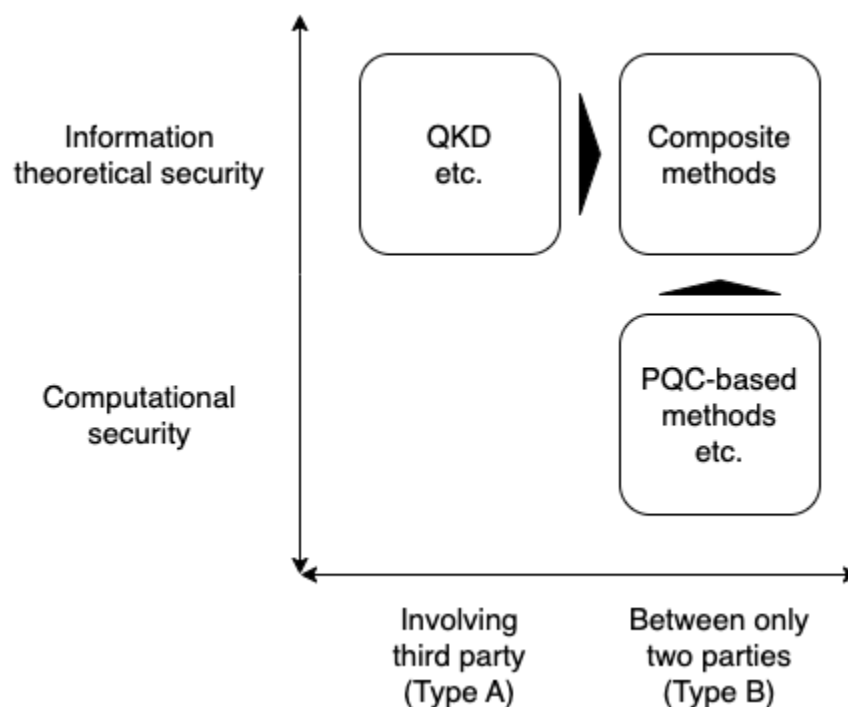 Information
theoretical security
QKD
etc.
Composite
methods
Computational
security
PQC-based
methods
etc.
Involving
third party
(Type A)
Between only
two parties
(Type B)